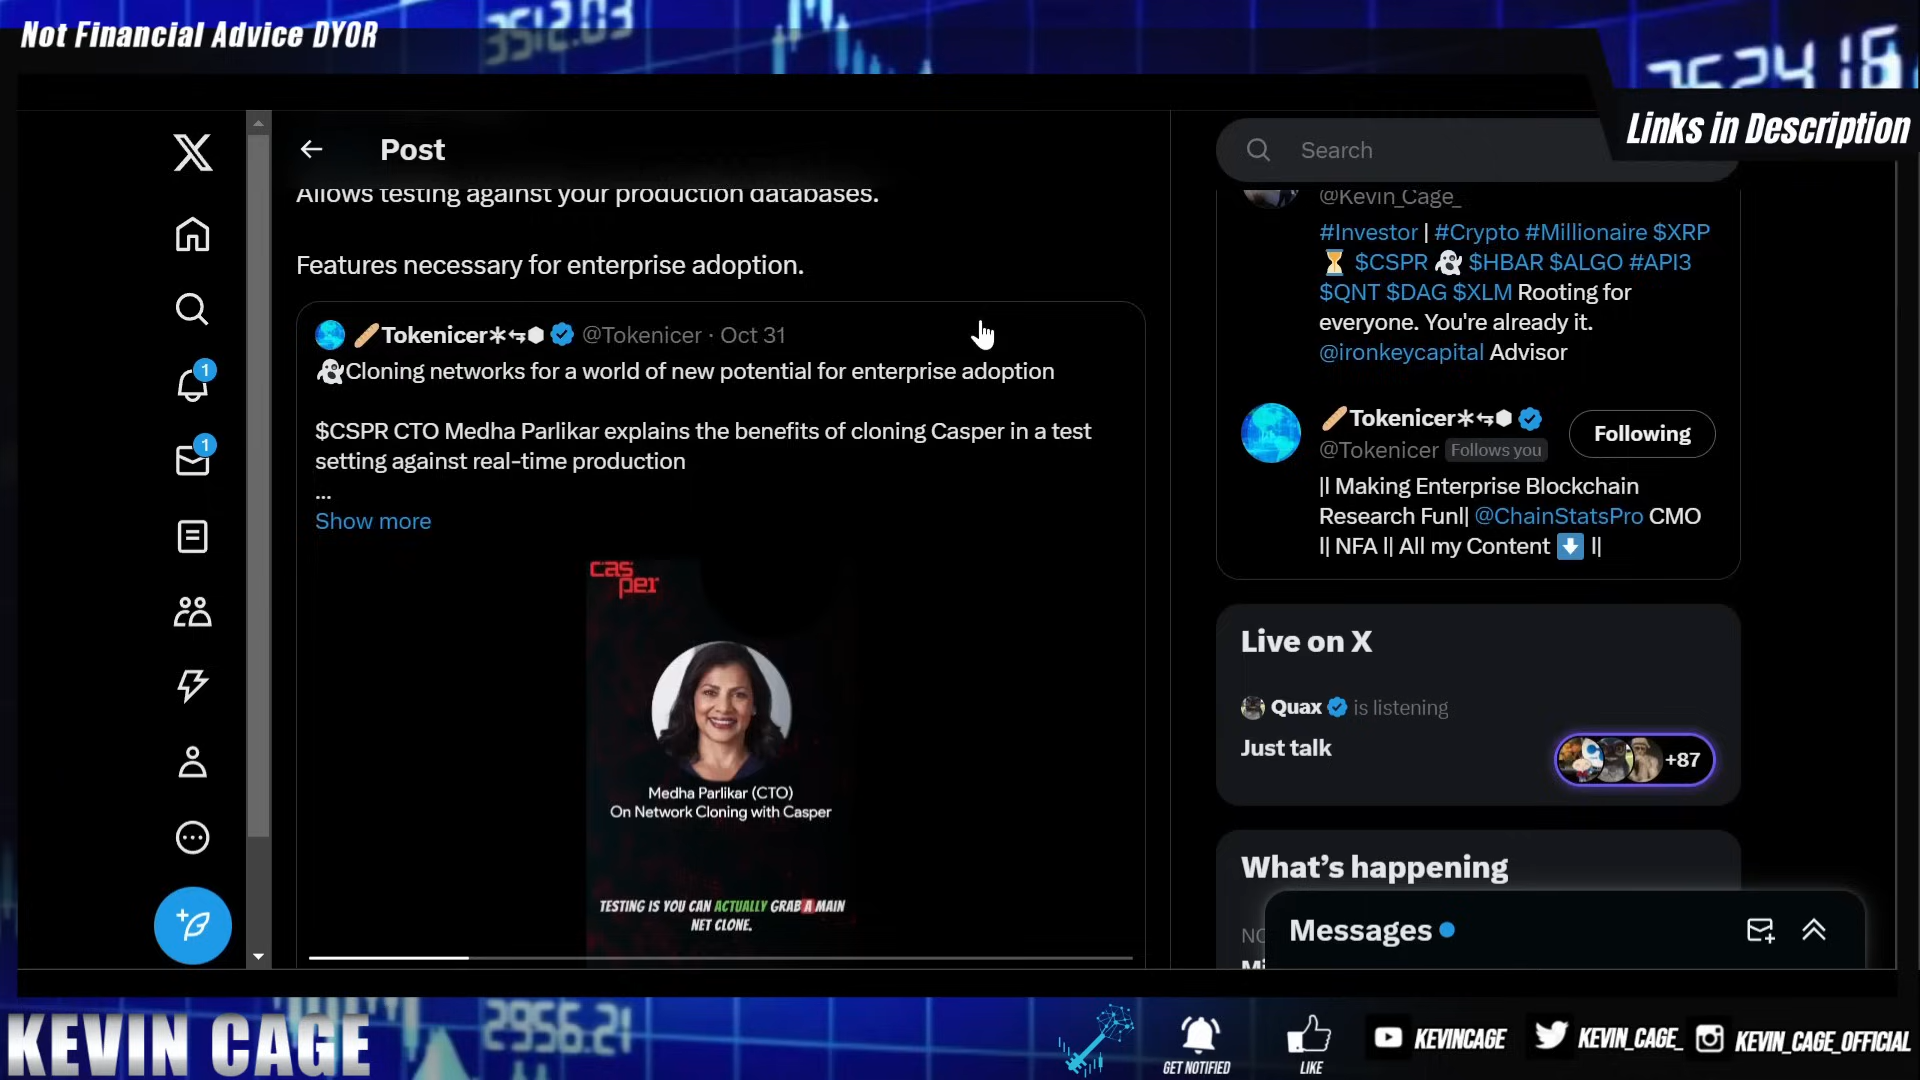 Not Financial Advice DYOR
3512.03
Links in Description
Post
Search
Allows testing against your production databases.
Features necessary for enterprise adoption.
Tokenicer @Tokenicer · Oct 31
Cloning networks for a world of new potential for enterprise adoption
$CSPR CTO Medha Parlikar explains the benefits of cloning Casper in a test
setting against real-time production
...
Show more
cas
per
Medha Parlikar (CTO)
On Network Cloning with Casper
TESTING IS YOU CAN ACTUALLY GRAB A MAIN
NET CLONE.
1
1
@Kevin_Cage_
#Investor | #Crypto #Millionaire $XRP
$CSPR $HBAR $ALGO #API3
$QNT $DAG $XLM Rooting for
everyone. You're already it.
@ironkeycapital Advisor
Tokenicer
@Tokenicer Follows you
Following
|| Making Enterprise Blockchain
Research Fun|| @ChainStatsPro CMO
|| NFA || All my Content ||
Live on X
Quax is listening
Just talk
+87
What's happening
Messages
KEVIN CAGE
2956.21
GET NOTIFIED
LIKE
KEVINCAGE
KEVIN_CAGE_
KEVIN_CAGE_OFFICIAL